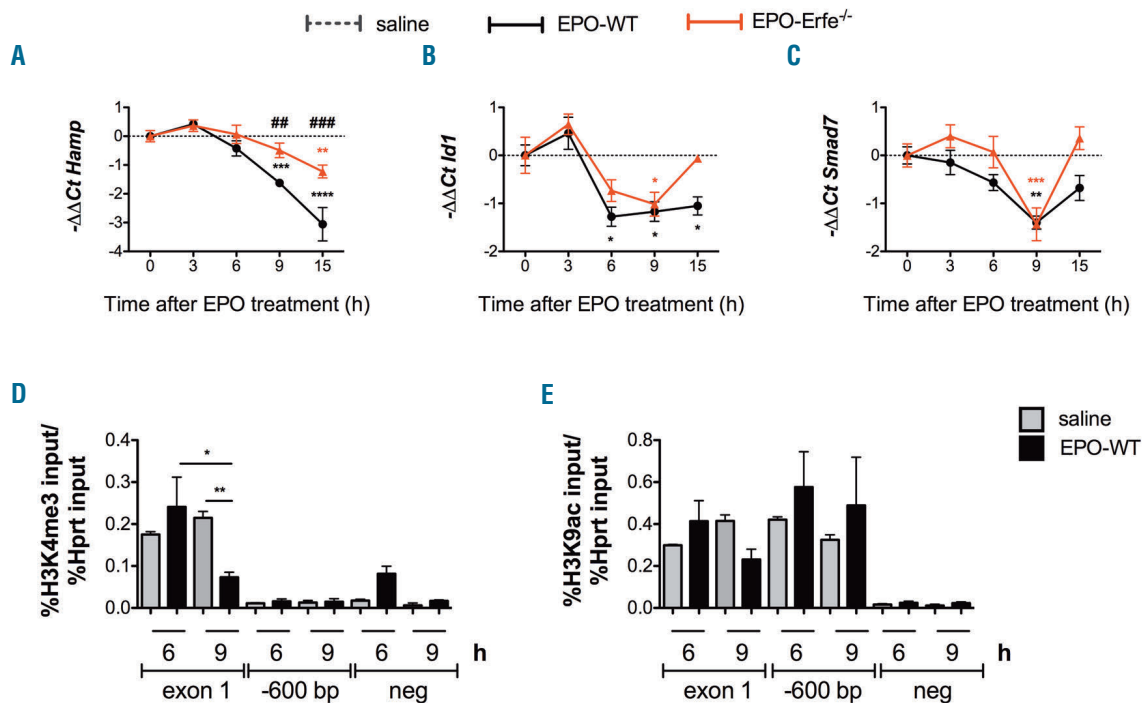 saline EPO-WT EPO-Erfe-/-
A B C
-ΔΔCt Hamp
1
0
-1
-2
-3
-4
## ###
**
***
****
0 3 6 9 15
Time after EPO treatment (h)
-ΔΔCt Id1
1
0
-1
-2
*
* * *
0 3 6 9 15
Time after EPO treatment (h)
-ΔΔCt Smad7
1
0
-1
-2
***
**
0 3 6 9 15
Time after EPO treatment (h)
D E
%H3K4me3 input/
%Hprt input
0.4
0.3
0.2
0.1
0.0
*
**
6 9 6 9 6 9 h
exon 1 -600 bp neg
%H3K9ac input/
%Hprt input
0.8
0.6
0.4
0.2
0.0
6 9 6 9 6 9 h
exon 1 -600 bp neg
saline
EPO-WT